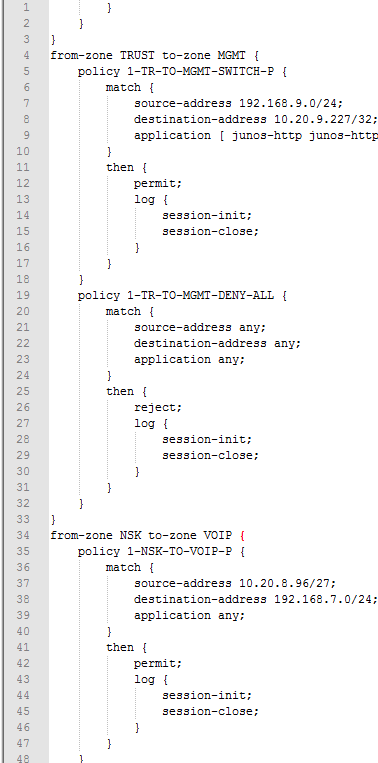 1 }
2 }
3 }
4 from-zone TRUST to-zone MGMT {
5 policy 1-TR-TO-MGMT-SWITCH-P {
6 match {
7 source-address 192.168.9.0/24;
8 destination-address 10.20.9.227/32;
9 application [ junos-http junos-http
10 }
11 then {
12 permit;
13 log {
14 session-init;
15 session-close;
16 }
17 }
18 }
19 policy 1-TR-TO-MGMT-DENY-ALL {
20 match {
21 source-address any;
22 destination-address any;
23 application any;
24 }
25 then {
26 reject;
27 log {
28 session-init;
29 session-close;
30 }
31 }
32 }
33 }
34 from-zone NSK to-zone VOIP {
35 policy 1-NSK-TO-VOIP-P {
36 match {
37 source-address 10.20.8.96/27;
38 destination-address 192.168.7.0/24;
39 application any;
40 }
41 then {
42 permit;
43 log {
44 session-init;
45 session-close;
46 }
47 }
48 }